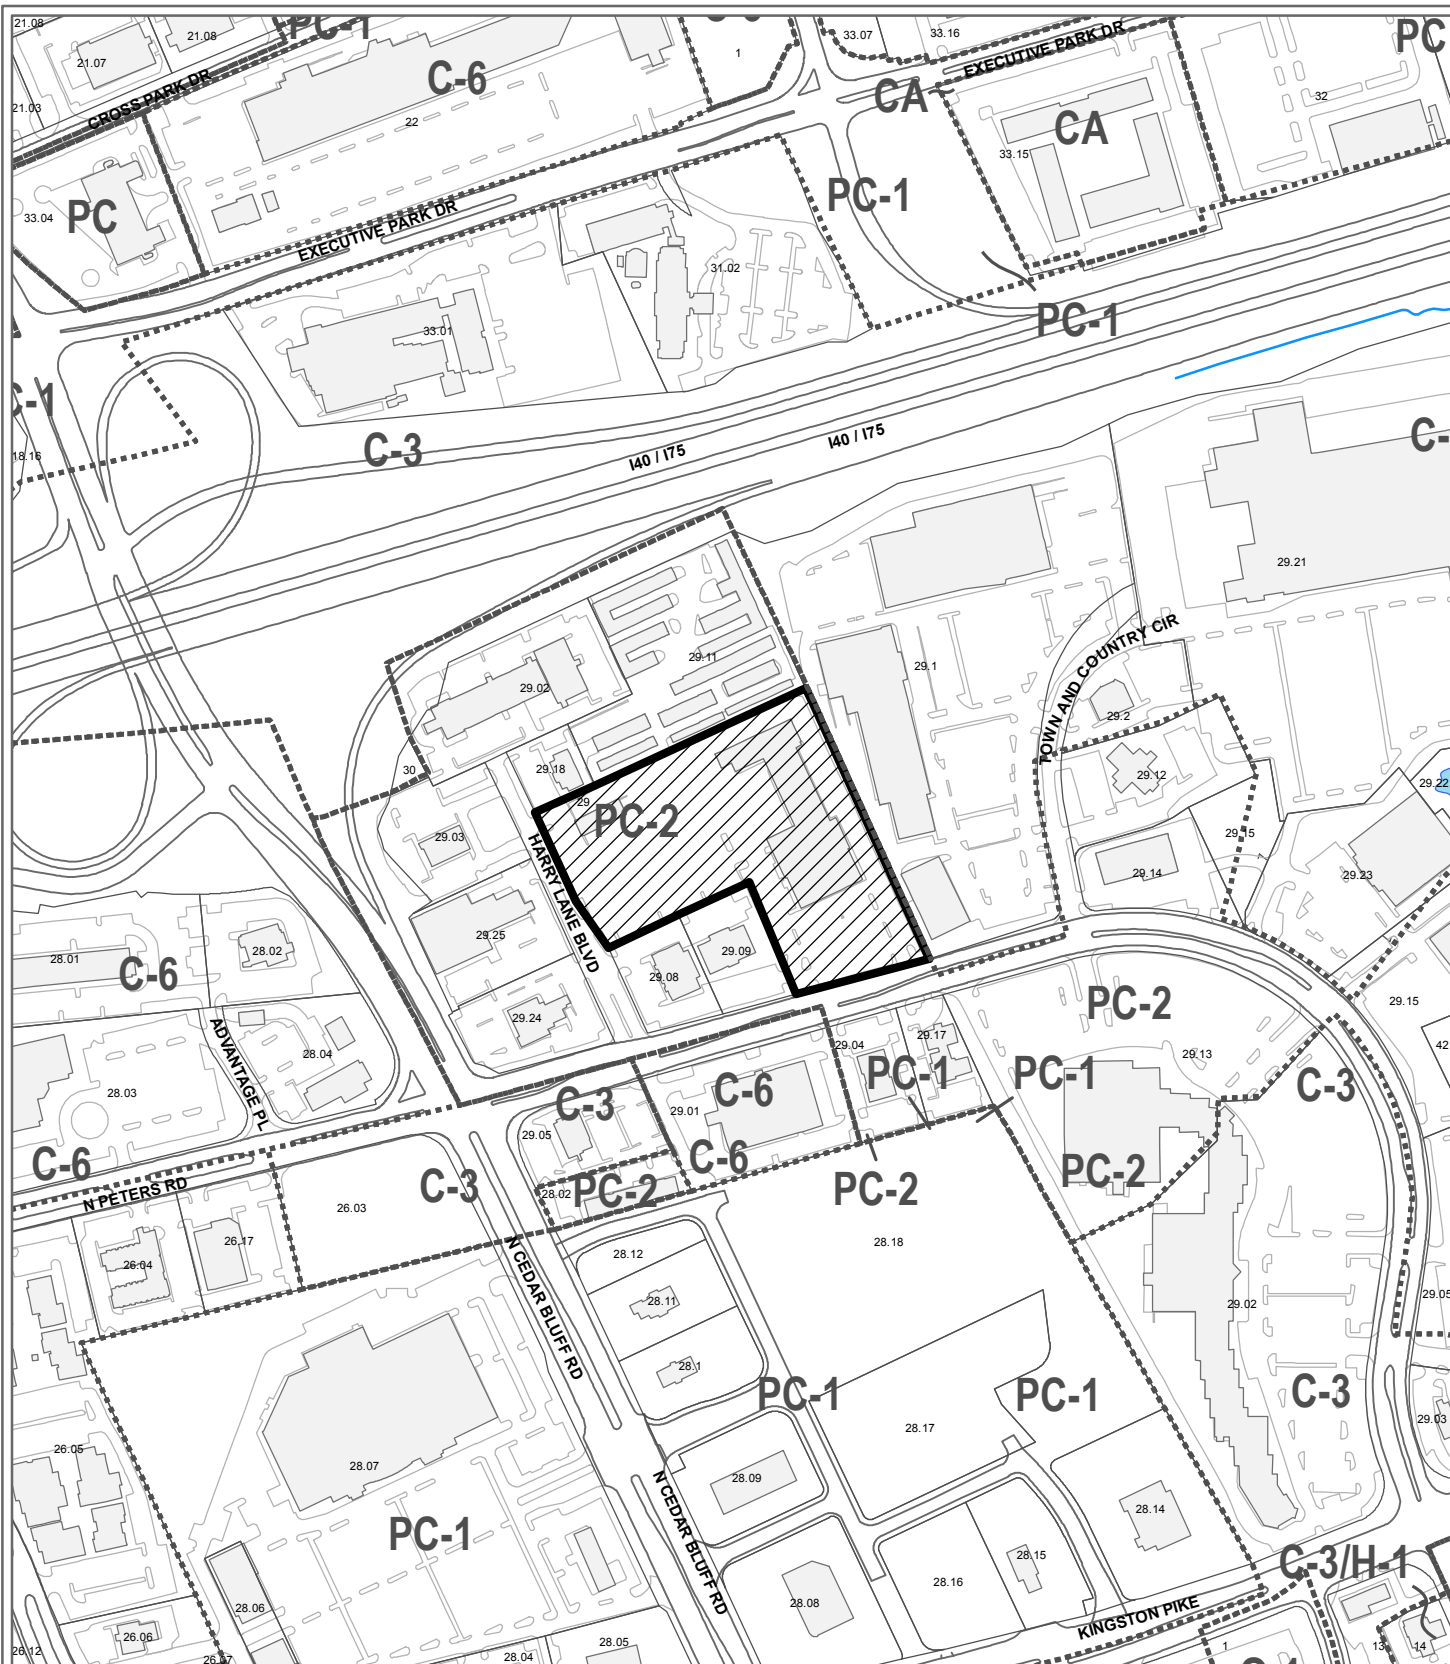 21.08
21.08
PC-1
33.07
33.16
PC
21.07
1
C-6
EXECUTIVE PARK DR
CROSS PARK DR
21.03
22
CA
32
CA
33.15
33.04
PC
PC-1
EXECUTIVE PARK DR
31.02
33.01
PC-1
C-3
18.16
I40 / I75
I40 / I75
29.21
29.11
29.02
29.1
TOWN AND COUNTRY CIR
29.2
30
29.18
29
PC-2
29.12
29.22
29.03
HARRY LANE BLVD
29.15
29.14
29.23
29.25
29.09
29.08
28.01
28.02
C-6
29.24
29.15
PC-2
ADVANTAGE PL
28.04
29.04
29.17
29.13
42
28.03
PC-1
PC-1
C-3
C-3
29.01
C-6
29.05
C-6
C-6
PC-2
N PETERS RD
C-3
28.02
PC-2
PC-2
26.03
26.04
26.17
28.12
28.18
N CEDAR BLUFF RD
28.11
29.02
29.05
28.1
PC-1
PC-1
C-3
29.03
28.17
26.05
28.07
28.09
N CEDAR BLUFF RD
28.14
PC-1
28.15
C-3/H-1
28.16
28.06
28.08
KINGSTON PIKE
26.06
26.12
28.05
28.04
26.07
1
13
14